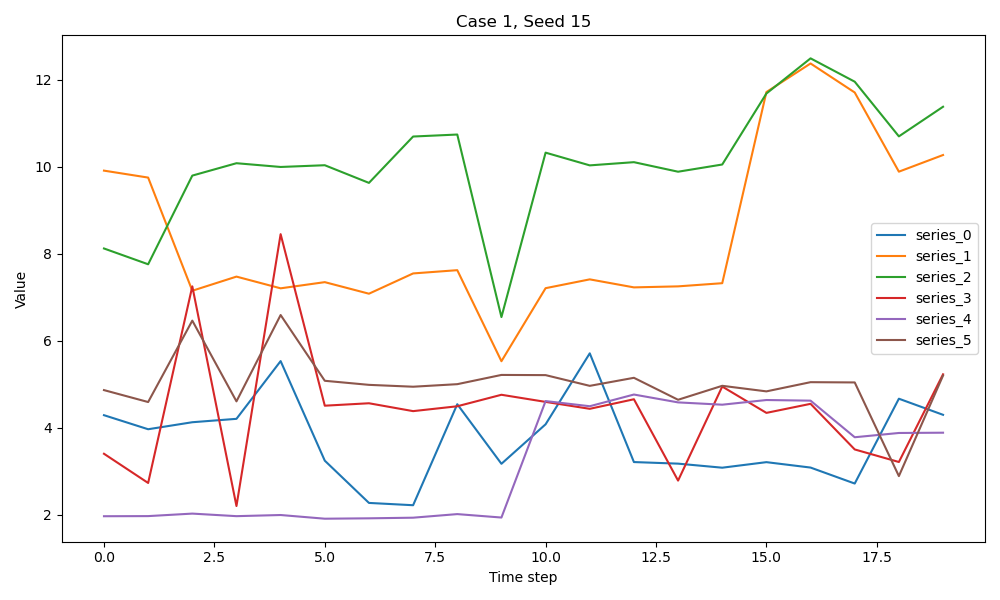 Case 1, Seed 15
Value
12
10
8
6
4
2
0.0 2.5 5.0 7.5 10.0 12.5 15.0 17.5
Time step
series_0
series_1
series_2
series_3
series_4
series_5